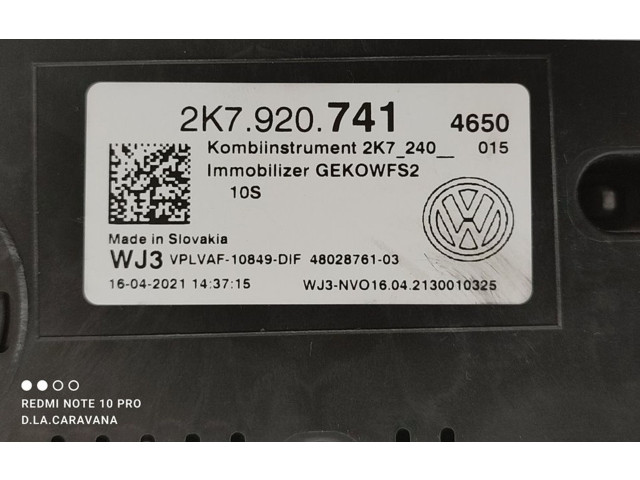 2K7.920.741 4650
Kombiinstrument 2K7_240__ 015
Immobilizer GEKOWFS2
10S
Made in Slovakia
WJ3 VPLVAF-10849-DIF 48028761-03
16-04-2021 14:37:15 WJ3-NVO16.04.2130010325
REDMI NOTE 10 PRO
D.LA.CARAVANA